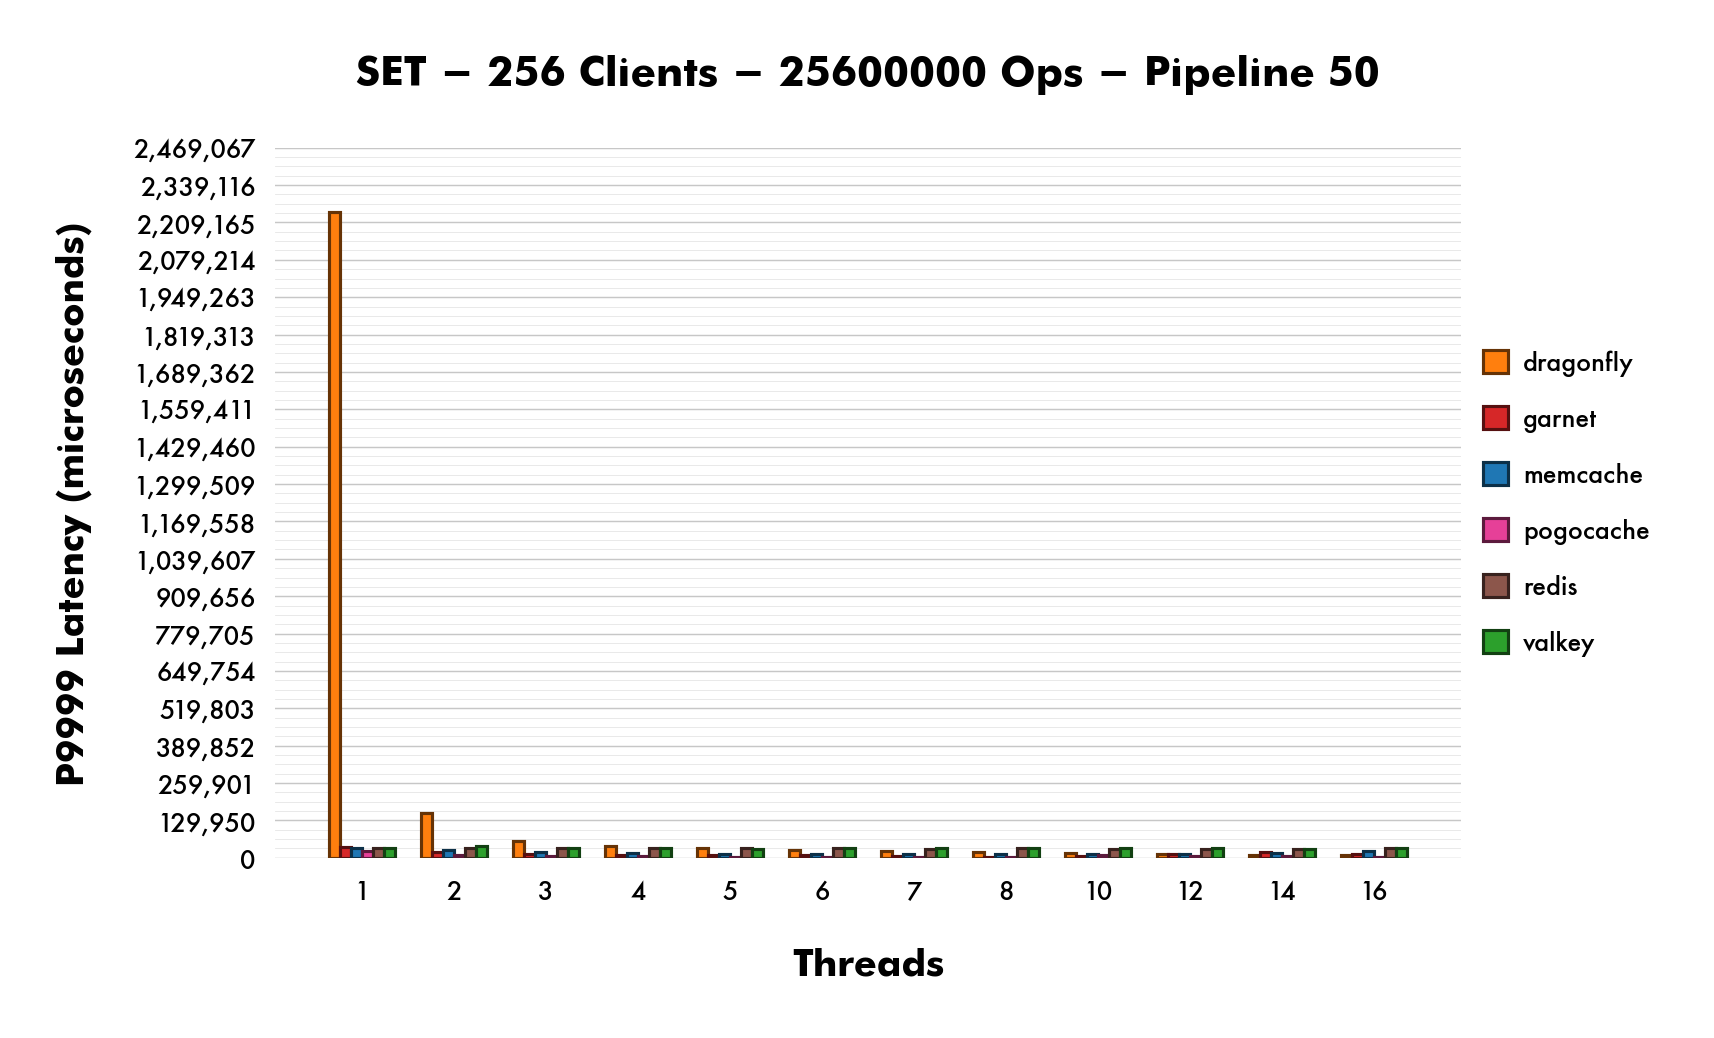 SET – 256 Clients – 25600000 Ops – Pipeline 50
P9999 Latency (microseconds)
2,469,067
2,339,116
2,209,165
2,079,214
1,949,263
1,819,313
1,689,362
1,559,411
1,429,460
1,299,509
1,169,558
1,039,607
909,656
779,705
649,754
519,803
389,852
259,901
129,950
0
1 2 3 4 5 6 7 8 10 12 14 16
Threads
dragonfly
garnet
memcache
pogocache
redis
valkey